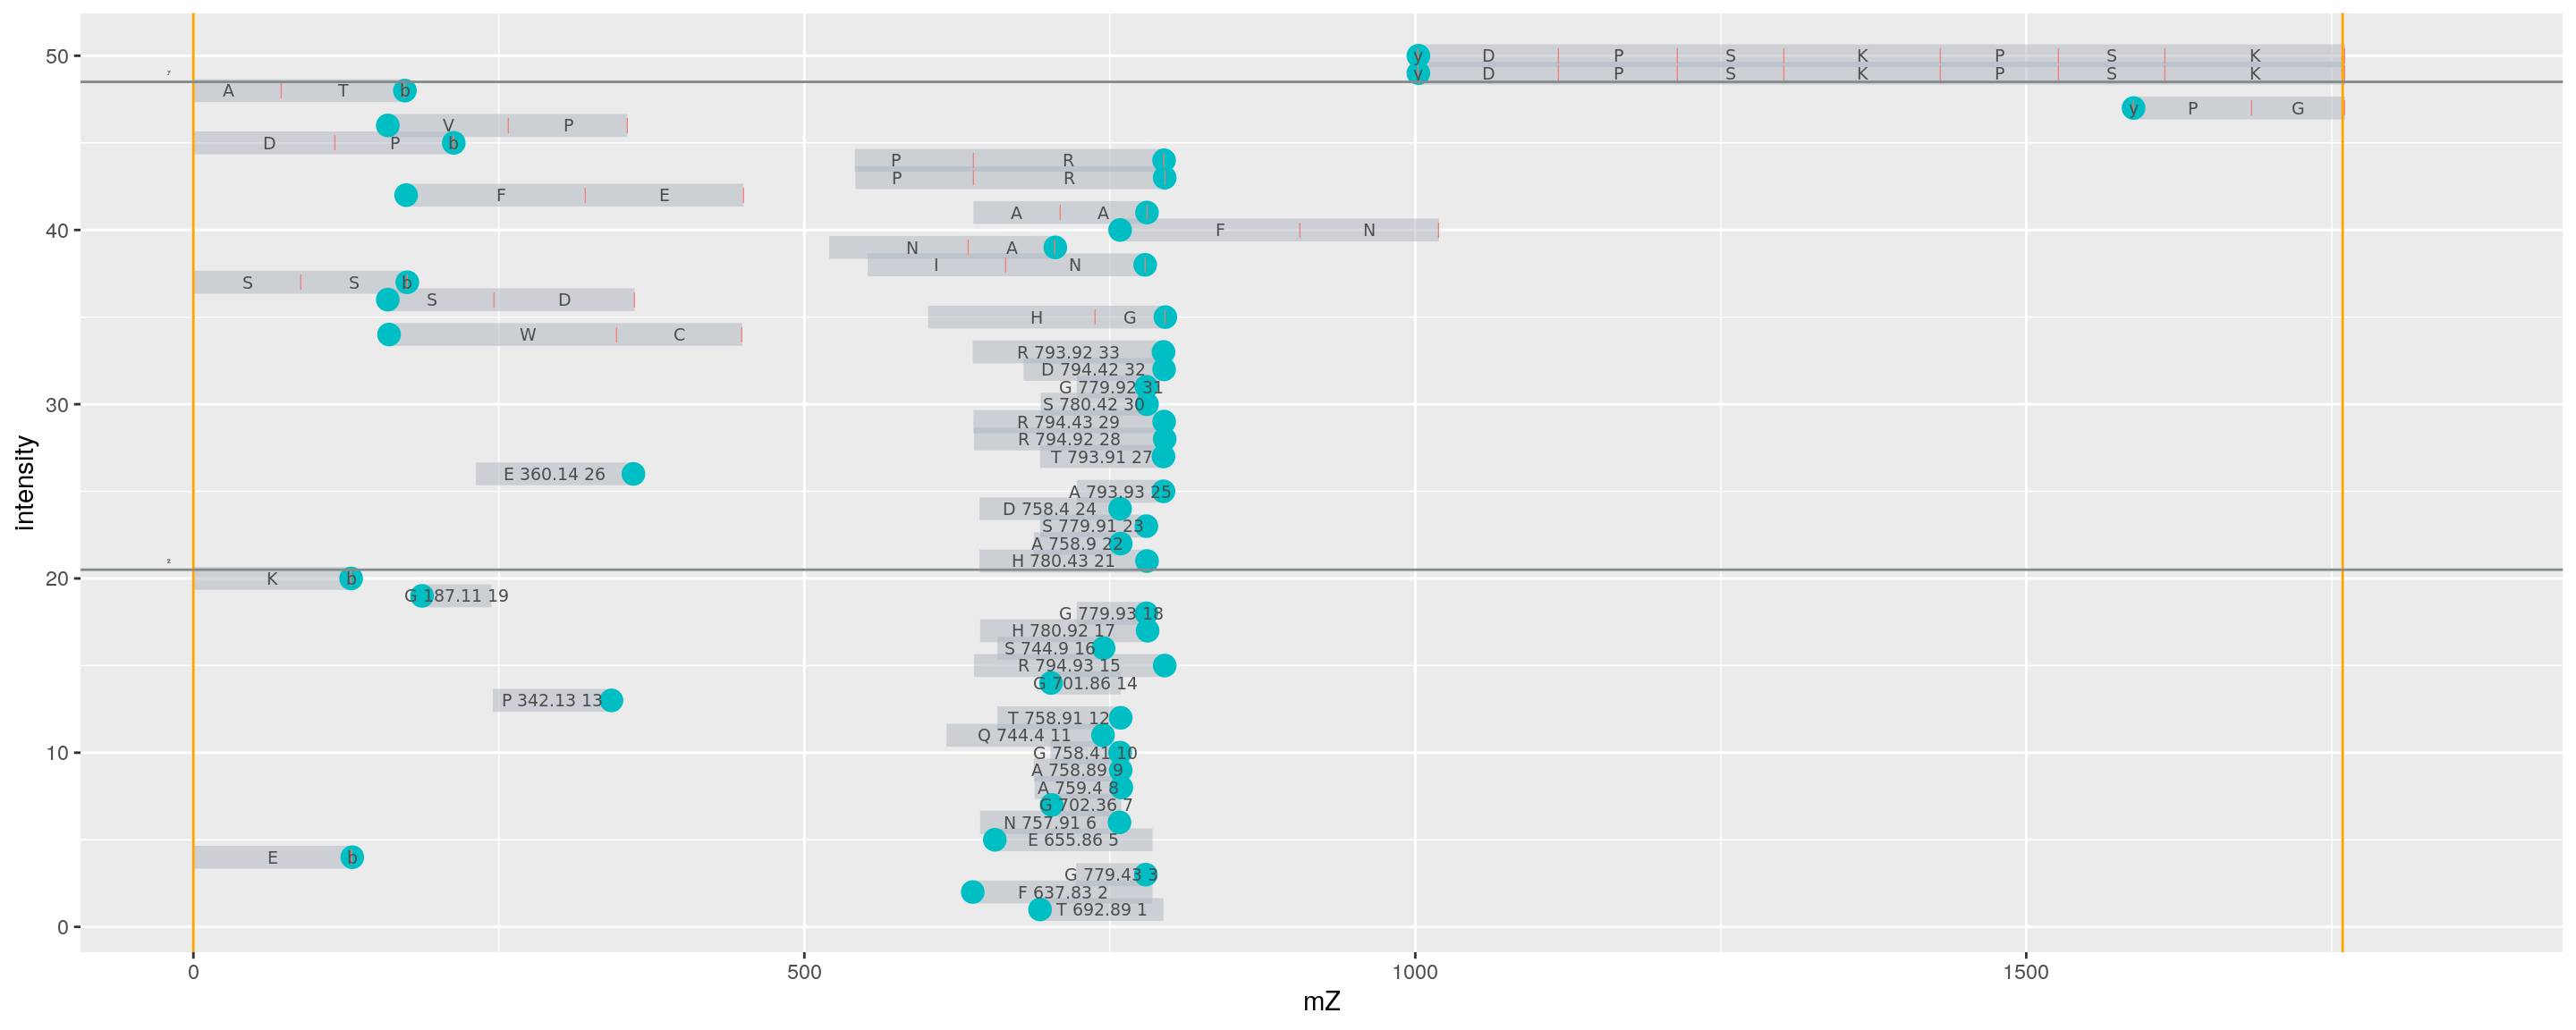 50 y D P S K P S K
7 y D P S K P S K
A T b
y P G
V P
D P b
P R
P R
F E
A A
40 F N
N A
I N
S S b
S D
H G
W C
R 793.92 33
D 794.42 32
G 779.92 31
30 S 780.42 30
R 794.43 29
R 794.92 28
T 793.91 27
E 360.14 26
A 793.93 25
D 758.4 24
S 779.91 23
A 758.9 22
H 780.43 21
20 K b
G 187.11 19
G 779.93 18
H 780.92 17
S 744.9 16
R 794.93 15
G 701.86 14
P 342.13 13
T 758.91 12
Q 744.4 11
10 G 758.41 10
A 758.89 9
A 759.4 8
G 702.36 7
N 757.91 6
E 655.86 5
E b
G 779.43 3
F 637.83 2
T 692.89 1
0
intensity
0 500 1000 1500
mZ